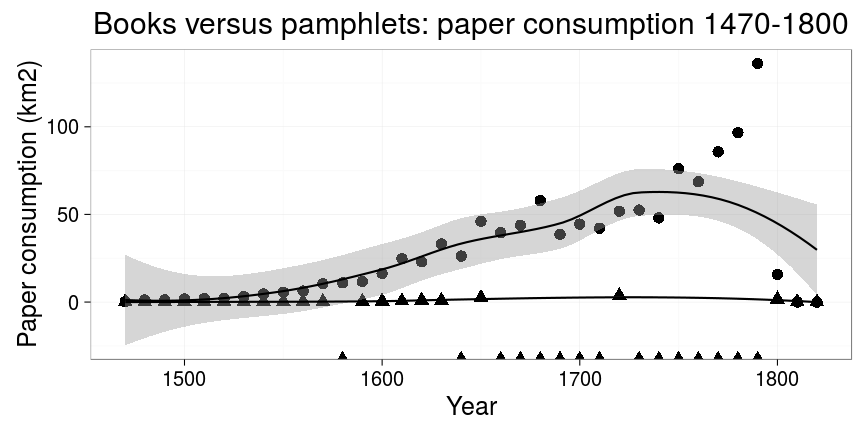 Books versus pamphlets: paper consumption 1470-1800
Paper consumption (km2)
100
50
0
1500 1600 1700 1800
Year